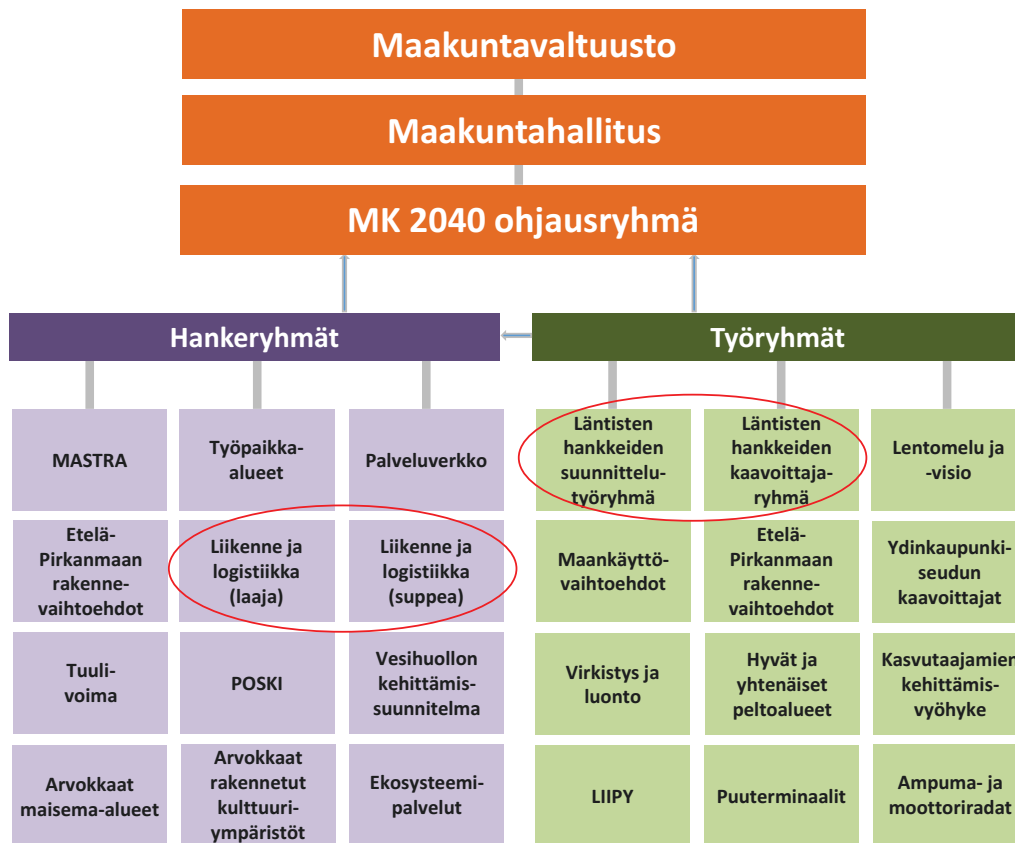 Maakuntavaltuusto
Maakuntahallitus
MK 2040 ohjausryhmä
Hankeryhmät
Työryhmät
MASTRA
Työpaikka-
alueet
Palveluverkko
Läntisten
hankkeiden
suunnittelu-
työryhmä
Läntisten
hankkeiden
kaavoittaja-
ryhmä
Lentomelu ja
-visio
Etelä-
Pirkanmaan
rakenne-
vaihtoehdot
Liikenne ja
logistiikka
(laaja)
Liikenne ja
logistiikka
(suppea)
Maankäyttö-
vaihtoehdot
Etelä-
Pirkanmaan
rakenne-
vaihtoehdot
Ydinkaupunki-
seudun
kaavoittajat
Tuuli-
voima
POSKI
Vesihuollon
kehittämis-
suunnitelma
Virkistys ja
luonto
Hyvät ja
yhtenäiset
peltoalueet
Kasvutaajamien
kehittämis-
vyöhyke
Arvokkaat
maisema-alueet
Arvokkaat
rakennetut
kulttuuri-
ympäristöt
Ekosysteemi-
palvelut
LIIPY
Puuterminaalit
Ampuma- ja
moottoriradat